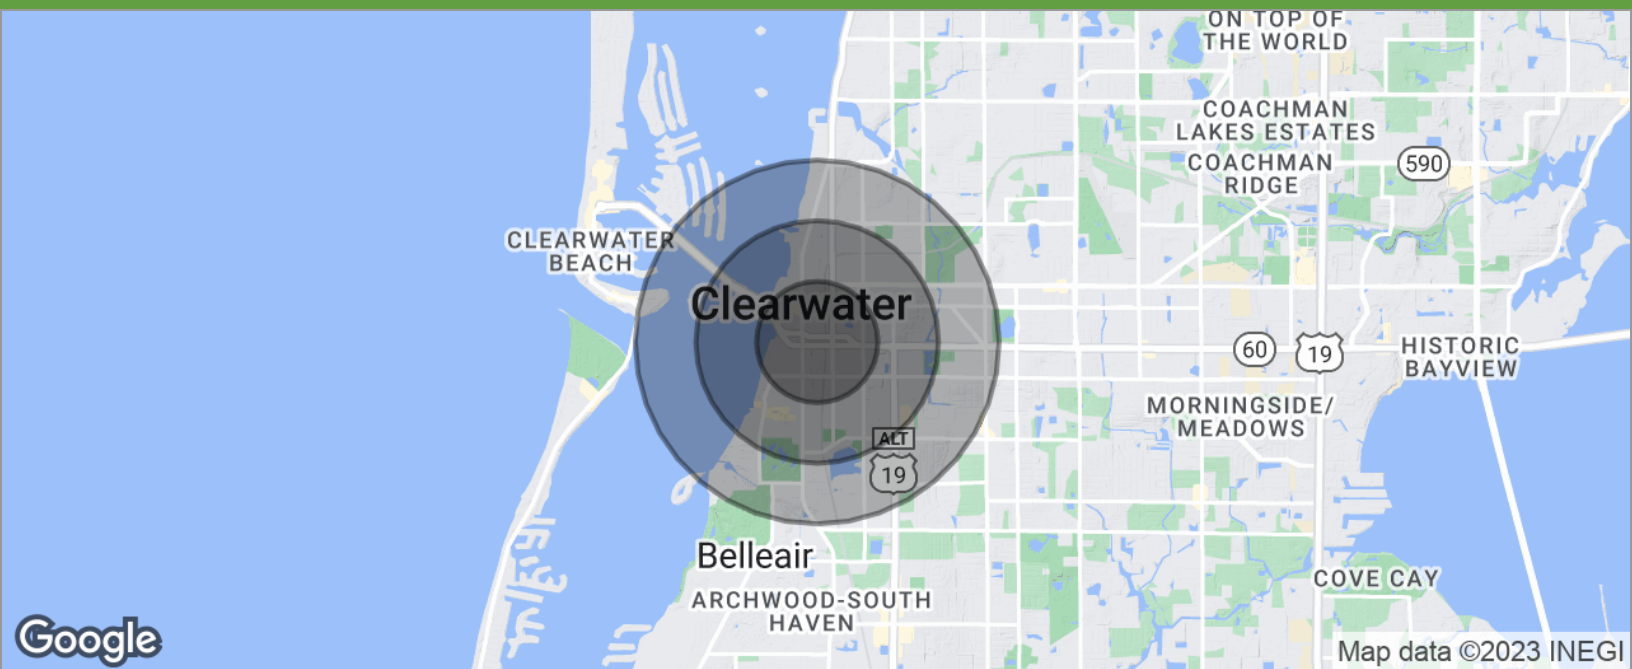 ON TOP OF
THE WORLD
COACHMAN
LAKES ESTATES
COACHMAN
RIDGE
590
CLEARWATER
BEACH
Clearwater
60
19
HISTORIC
BAYVIEW
MORNINGSIDE/
MEADOWS
ALT
19
Belleair
COVE CAY
ARCHWOOD-SOUTH
HAVEN
Google
Map data ©2023 INEGI